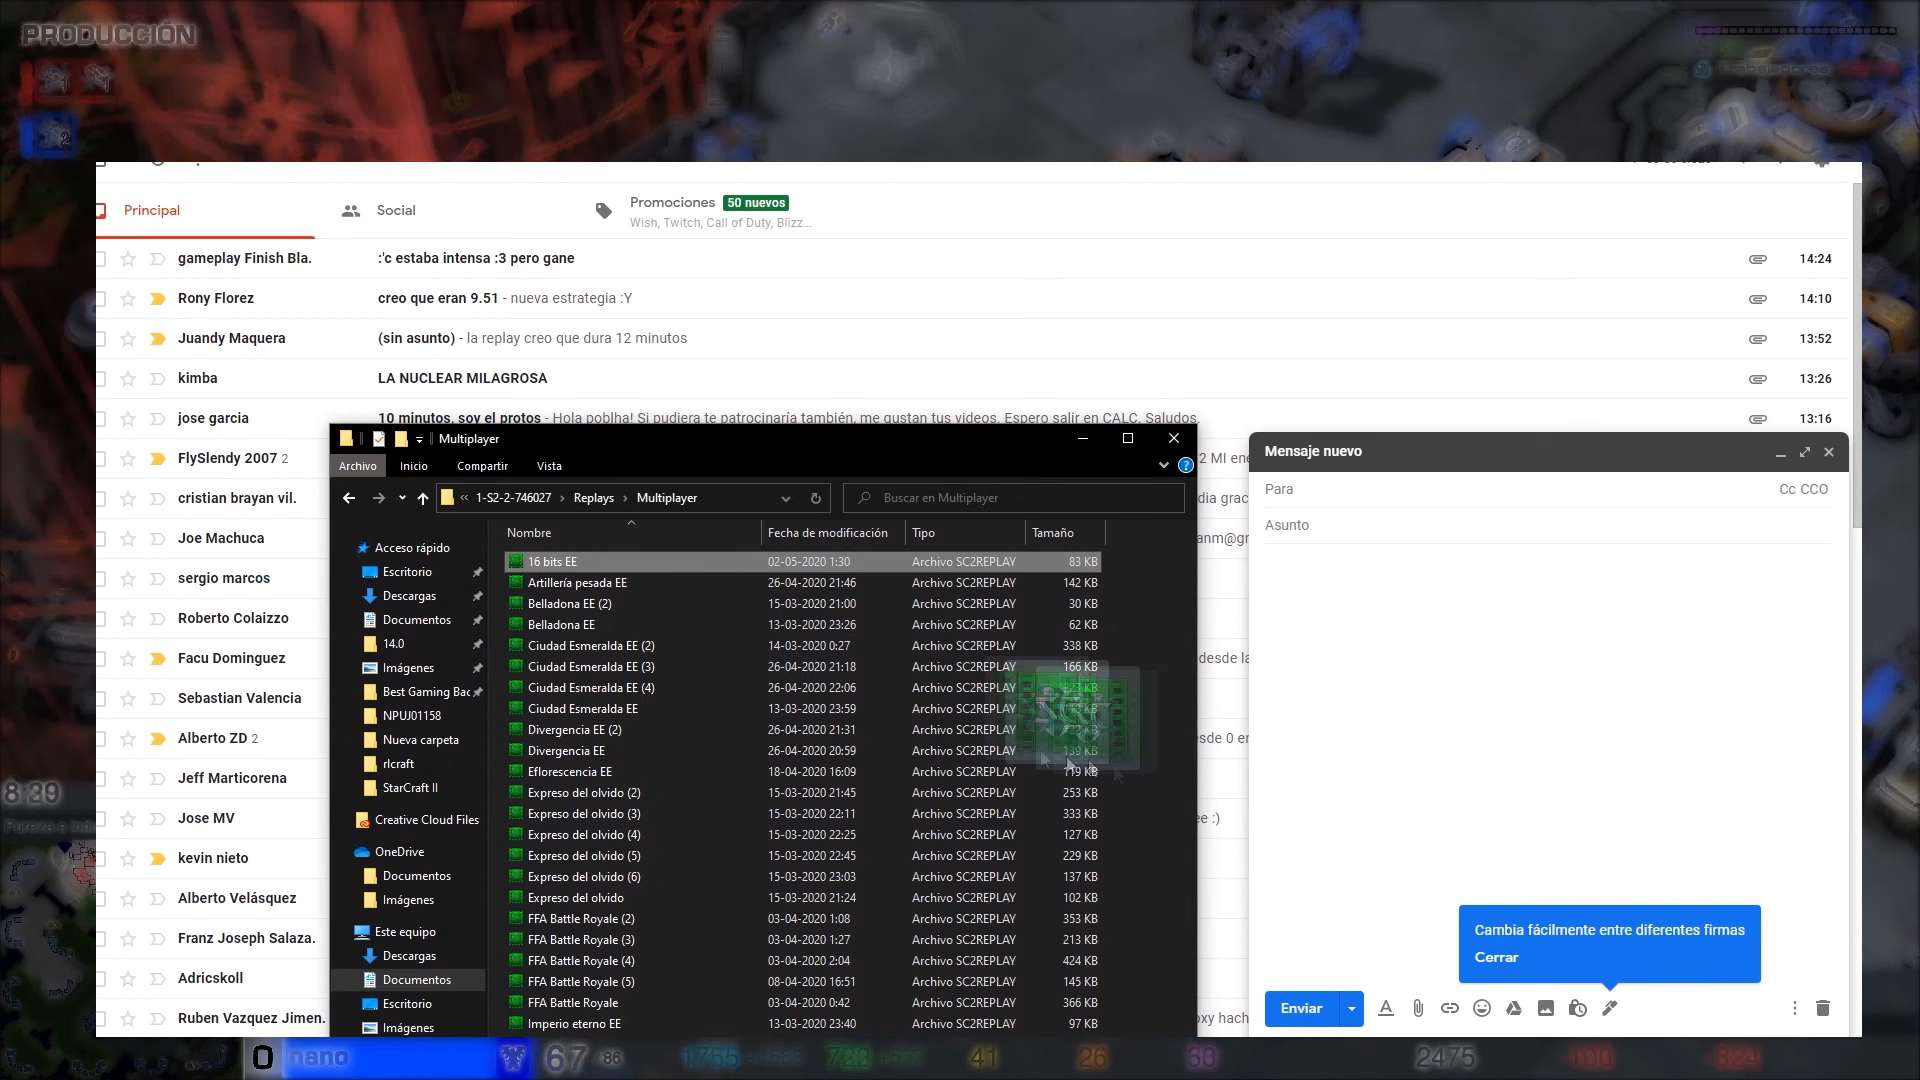 PRODUCCIÓN
2
Principal
Social
Promociones 50 nuevos
Wish, Twitch, Call of Duty, Blizz...
gameplay Finish Bla. :'c estaba intensa :3 pero gane 14:24
Rony Florez creo que eran 9.51 - nueva estrategia :Y 14:10
Juandy Maquera (sin asunto) - la replay creo que dura 12 minutos 13:52
kimba LA NUCLEAR MILAGROSA 13:26
jose garcia 10 minutos, soy el protos - Hola poblha! Si pudiera te patrocinaría también, me gustan tus videos. Espero salir en CALC. Saludos. 13:16
FlySlendy 2007 2
cristian brayan vil.
Joe Machuca
sergio marcos
Roberto Colaizzo
Facu Dominguez
Sebastian Valencia
Alberto ZD 2
Jeff Marticorena
Jose MV
kevin nieto
Alberto Velásquez
Franz Joseph Salaza.
Adricskoll
Ruben Vazquez Jimen.
Multiplayer
Archivo Inicio Compartir Vista
« 1-S2-2-746027 › Replays › Multiplayer
Buscar en Multiplayer
Acceso rápido
Escritorio
Descargas
Documentos
14.0
Imágenes
Best Gaming Bac
NPUJ01158
Nueva carpeta
rlcraft
StarCraft II
Creative Cloud Files
OneDrive
Documentos
Imágenes
Este equipo
Descargas
Documentos
Escritorio
Imágenes
Nombre Fecha de modificación Tipo Tamaño
16 bits EE 02-05-2020 1:30 Archivo SC2REPLAY 83 KB
Artillería pesada EE 26-04-2020 21:46 Archivo SC2REPLAY 142 KB
Belladona EE (2) 15-03-2020 21:00 Archivo SC2REPLAY 30 KB
Belladona EE 13-03-2020 23:26 Archivo SC2REPLAY 62 KB
Ciudad Esmeralda EE (2) 14-03-2020 0:27 Archivo SC2REPLAY 338 KB
Ciudad Esmeralda EE (3) 26-04-2020 21:18 Archivo SC2REPLAY 166 KB
Ciudad Esmeralda EE (4) 26-04-2020 22:06 Archivo SC2REPLAY KB
Ciudad Esmeralda EE 13-03-2020 23:59 Archivo SC2REPLAY KB
Divergencia EE (2) 26-04-2020 21:31 Archivo SC2REPLAY KB
Divergencia EE 26-04-2020 20:59 Archivo SC2REPLAY 139 KB
Eflorescencia EE 18-04-2020 16:09 Archivo SC2REPLAY 719 KB
Expreso del olvido (2) 15-03-2020 21:45 Archivo SC2REPLAY 253 KB
Expreso del olvido (3) 15-03-2020 22:11 Archivo SC2REPLAY 333 KB
Expreso del olvido (4) 15-03-2020 22:25 Archivo SC2REPLAY 127 KB
Expreso del olvido (5) 15-03-2020 22:45 Archivo SC2REPLAY 229 KB
Expreso del olvido (6) 15-03-2020 23:03 Archivo SC2REPLAY 137 KB
Expreso del olvido 15-03-2020 21:24 Archivo SC2REPLAY 102 KB
FFA Battle Royale (2) 03-04-2020 1:08 Archivo SC2REPLAY 353 KB
FFA Battle Royale (3) 03-04-2020 1:27 Archivo SC2REPLAY 213 KB
FFA Battle Royale (4) 03-04-2020 2:04 Archivo SC2REPLAY 424 KB
FFA Battle Royale (5) 08-04-2020 16:51 Archivo SC2REPLAY 145 KB
FFA Battle Royale 03-04-2020 0:42 Archivo SC2REPLAY 366 KB
Imperio eterno EE 13-03-2020 23:40 Archivo SC2REPLAY 97 KB
Mensaje nuevo
Para Cc CCO
Asunto
Cambia fácilmente entre diferentes firmas
Cerrar
Enviar
8:29
0 nano 67 / 86 41 26 30 2475